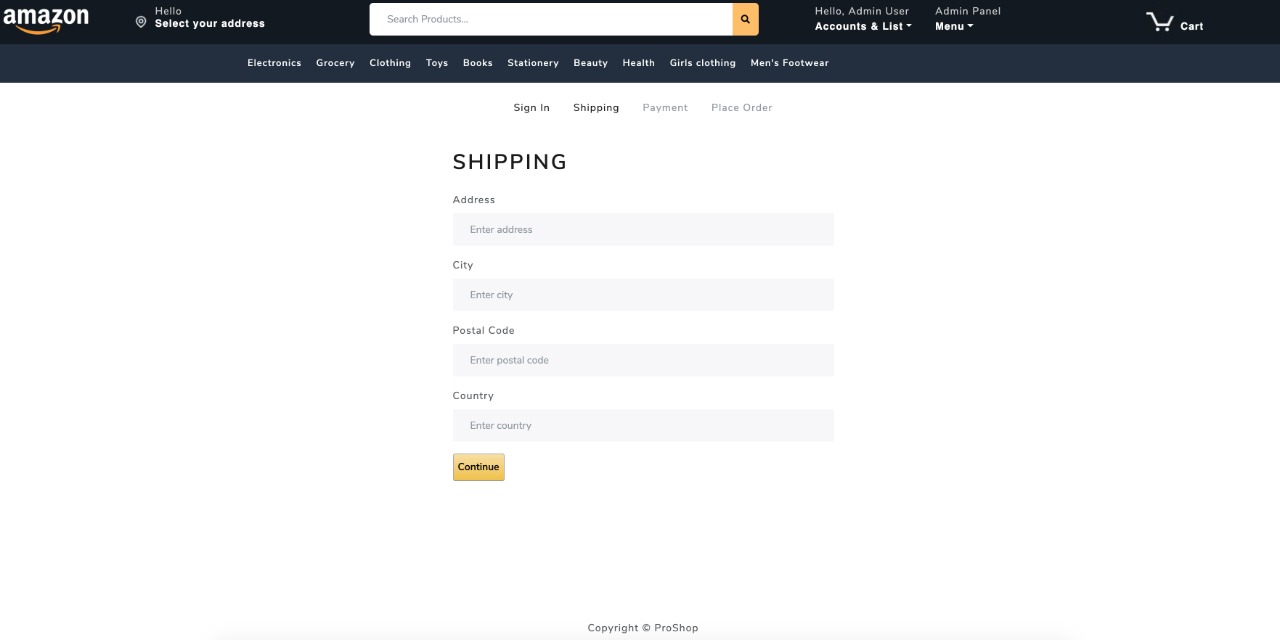 amazon
Hello
Select your address
Search Products...
Hello, Admin User
Accounts & List
Admin Panel
Menu
Cart
Electronics Grocery Clothing Toys Books Stationery Beauty Health Girls clothing Men's Footwear
Sign In Shipping Payment Place Order
SHIPPING
Address
Enter address
City
Enter city
Postal Code
Enter postal code
Country
Enter country
Continue
Copyright © ProShop